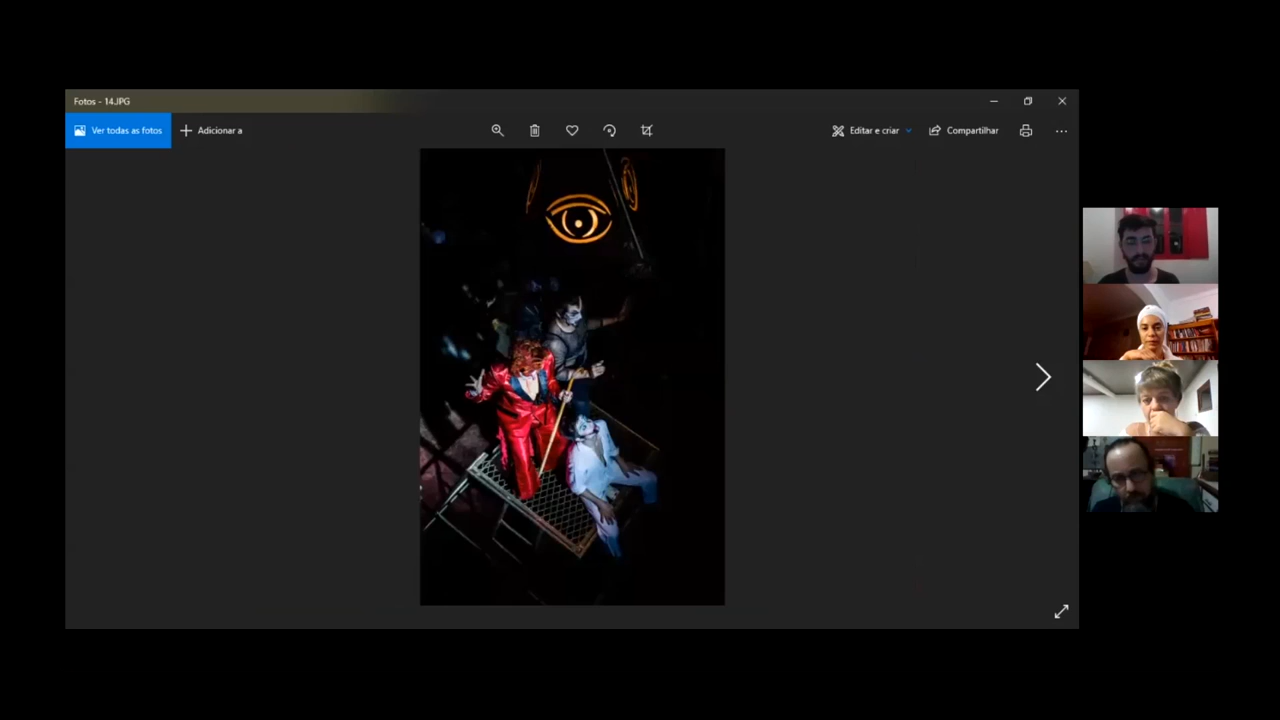 Fotos - 14.JPG
Ver todas as fotos
Adicionar a
Editar e criar
Compartilhar